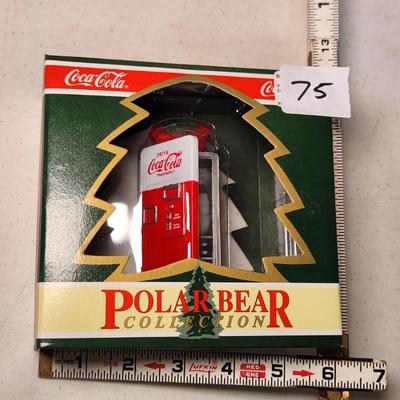 Coca-Cola
75
DRINK
Coca-Cola
POLAR BEAR
COLLECTION
13
1 2 3 4 5 6 7
LUFKIN
RED
END